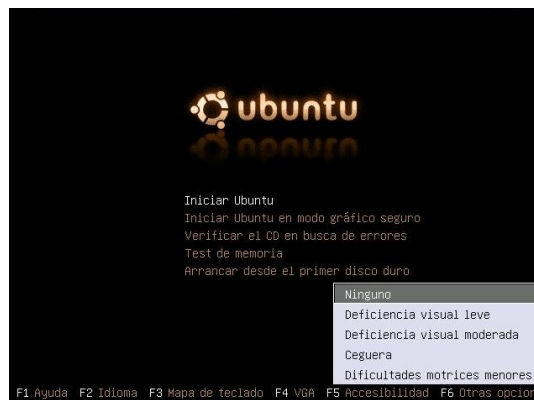 ubuntu
Iniciar Ubuntu
Iniciar Ubuntu en modo gráfico seguro
Verificar el CD en busca de errores
Test de memoria
Arrancar desde el primer disco duro
Ninguno
Deficiencia visual leve
Deficiencia visual moderada
Ceguera
Dificultades motrices menores
F1 Ayuda F2 Idioma F3 Mapa de teclado F4 VGA F5 Accesibilidad F6 Otras opcion